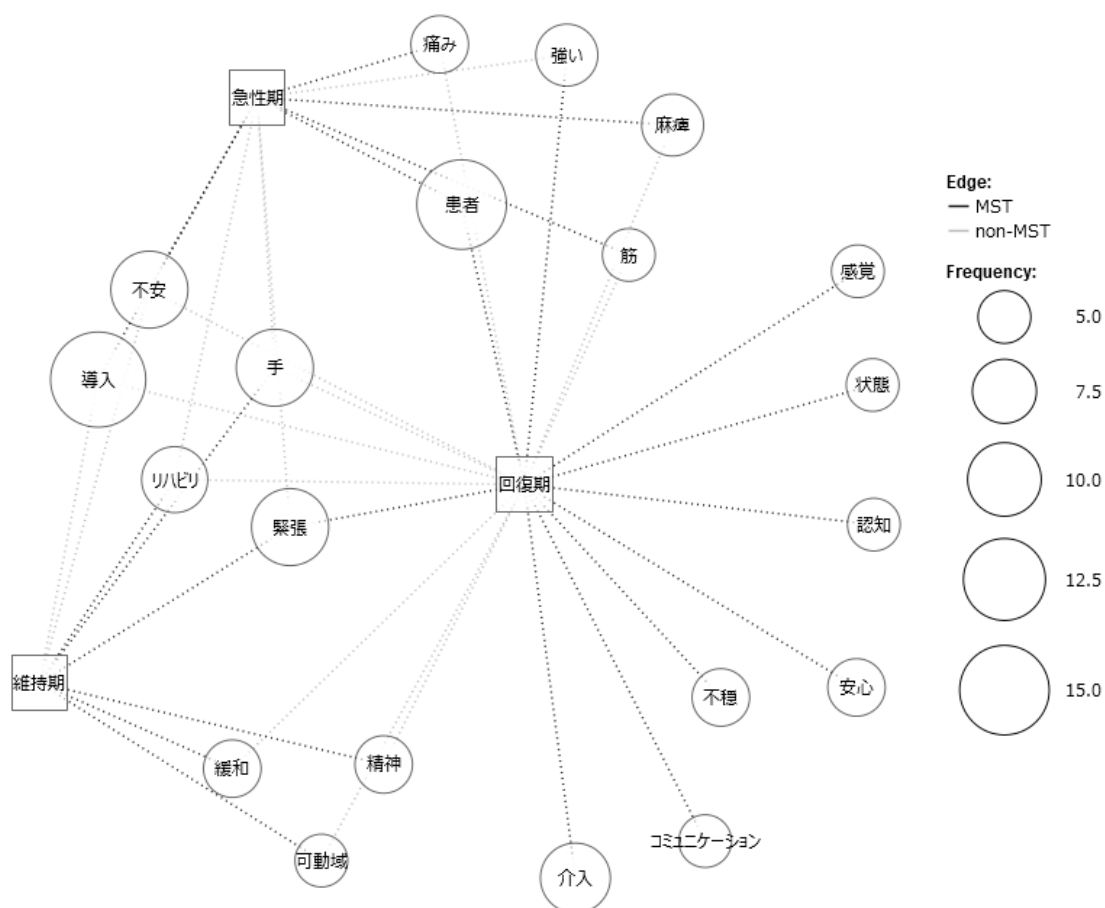 痛み
強い
急性期
麻痺
患者
筋
Edge:
MST
non-MST
Frequency:
5.0
7.5
10.0
12.5
15.0
感覚
不安
手
導入
状態
リハビリ
回復期
緊張
認知
維持期
不穏
安心
緩和
精神
コミュニケーション
可動域
介入